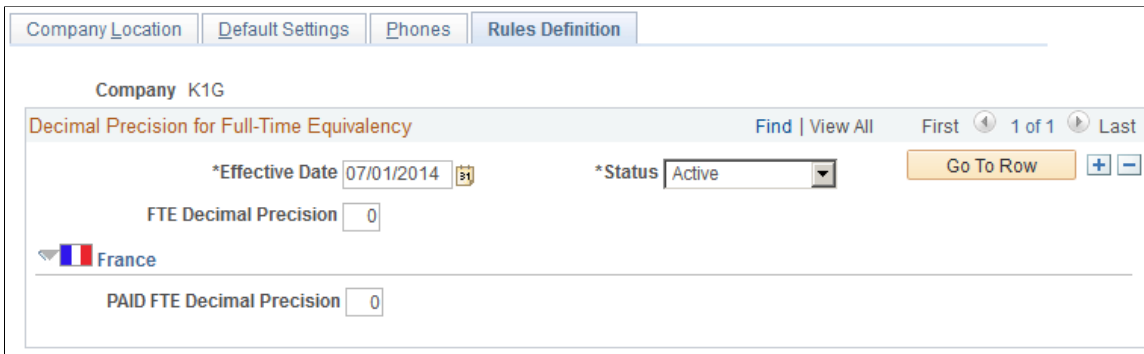 Company Location Default Settings Phones Rules Definition
Company K1G
Decimal Precision for Full-Time Equivalency Find | View All First 1 of 1 Last
*Effective Date 07/01/2014 31 *Status Active Go To Row + -
FTE Decimal Precision 0
France
PAID FTE Decimal Precision 0